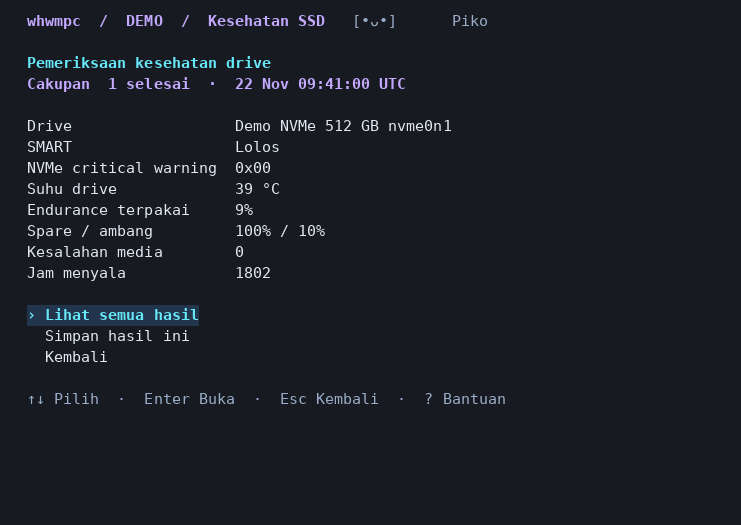 whwmpc  /  DEMO  /  Kesehatan SSD   [•ᴗ•]      Piko
Pemeriksaan kesehatan drive
Cakupan  1 selesai  ·  22 Nov 09:41:00 UTC
Drive                  Demo NVMe 512 GB nvme0n1
SMART                  Lolos
NVMe critical warning  0x00
Suhu drive             39 °C
Endurance terpakai     9%
Spare / ambang         100% / 10%
Kesalahan media        0
Jam menyala            1802
› Lihat semua hasil
Simpan hasil ini
Kembali
↑↓ Pilih  ·  Enter Buka  ·  Esc Kembali  ·  ? Bantuan